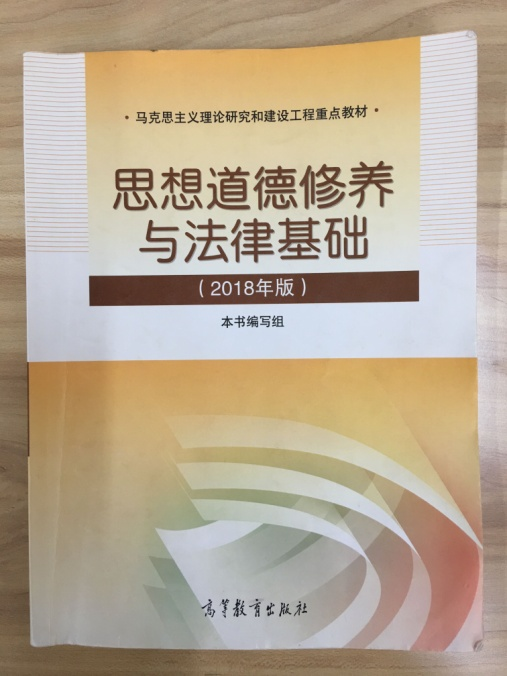 • 马克思主义理论研究和建设工程重点教材 •
思想道德修养
与法律基础
（2018年版）
本书编写组
高等教育出版社